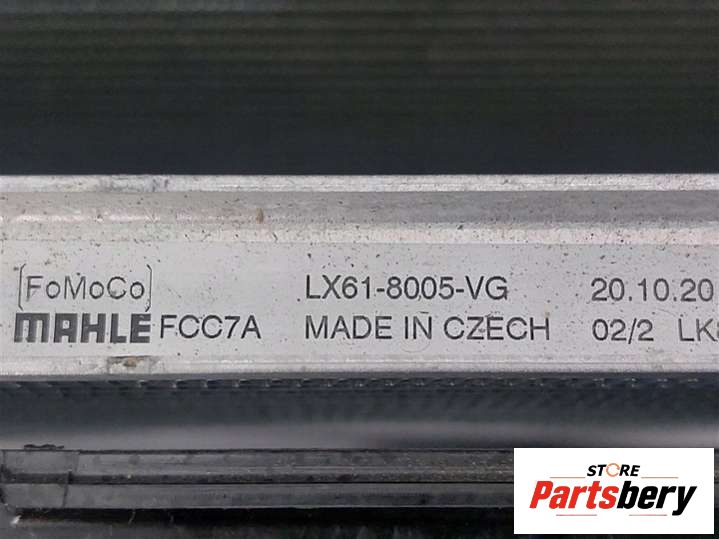 [FoMoCo] LX61-8005-VG 20.10.20
MAHLE FCC7A MADE IN CZECH 02/2
STORE
Partsbery